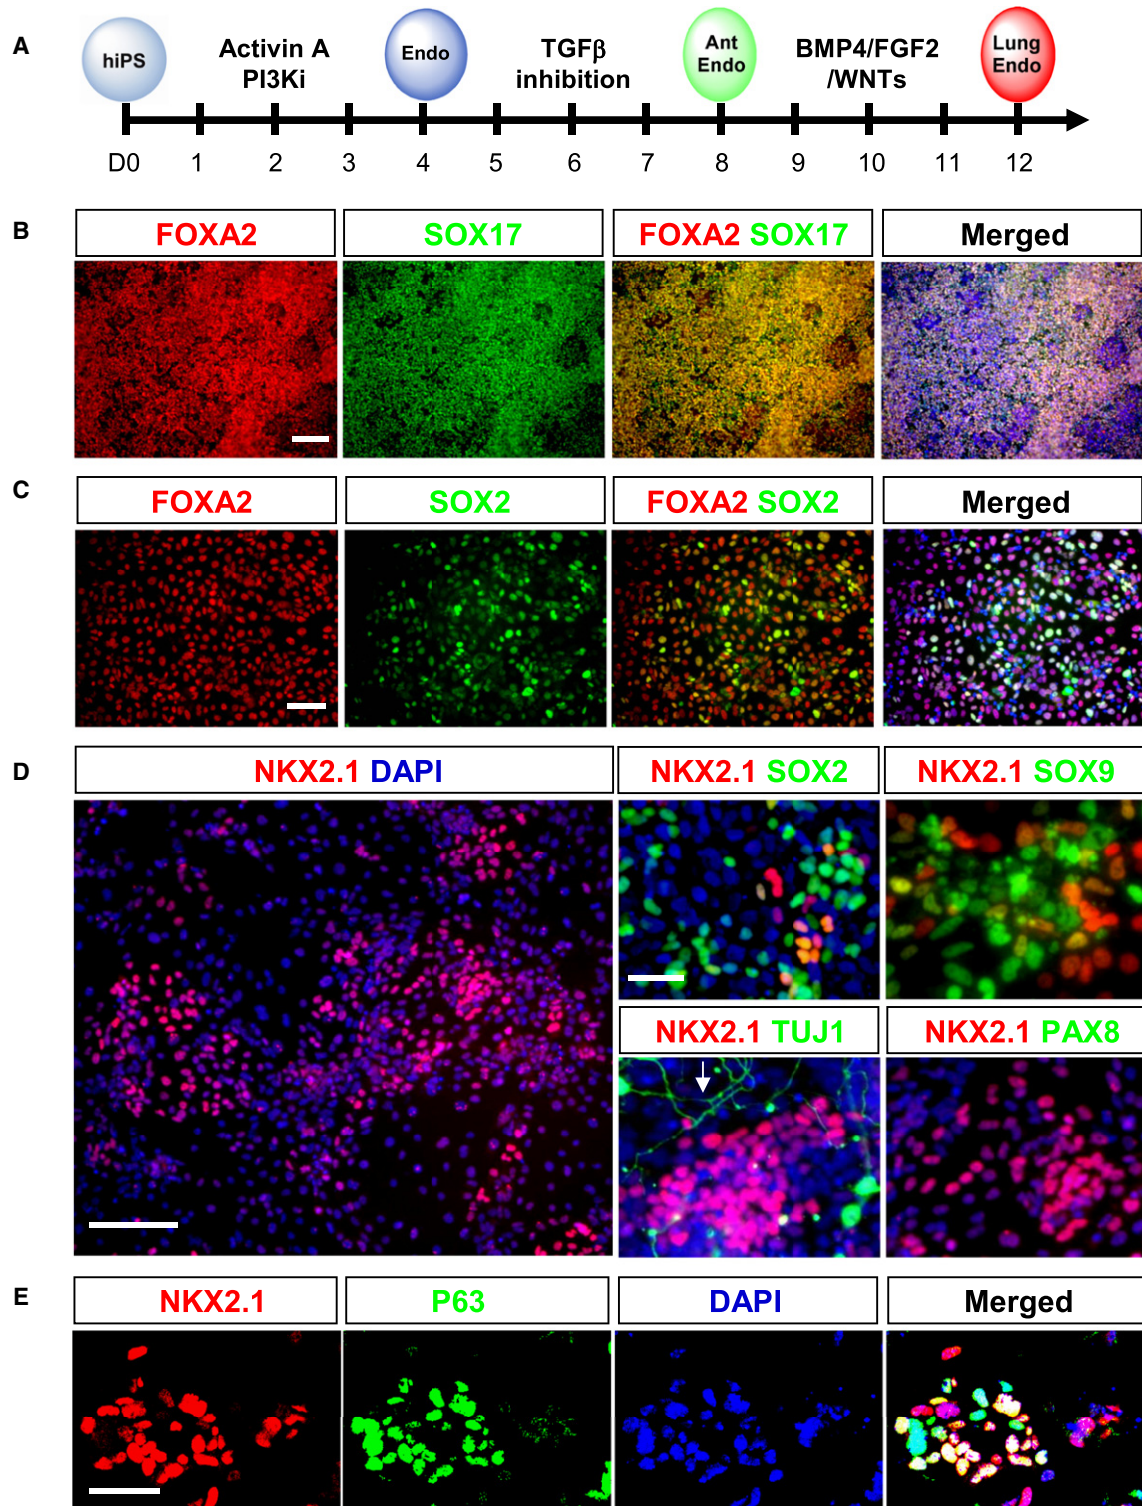 A
hiPS
Activin A
PI3Ki
Endo
TGFβ
inhibition
Ant
Endo
BMP4/FGF2
/WNTs
Lung
Endo
D0 1 2 3 4 5 6 7 8 9 10 11 12
B
FOXA2
SOX17
FOXA2 SOX17
Merged
C
FOXA2
SOX2
FOXA2 SOX2
Merged
D
NKX2.1 DAPI
NKX2.1 SOX2
NKX2.1 SOX9
NKX2.1 TUJ1
NKX2.1 PAX8
E
NKX2.1
P63
DAPI
Merged